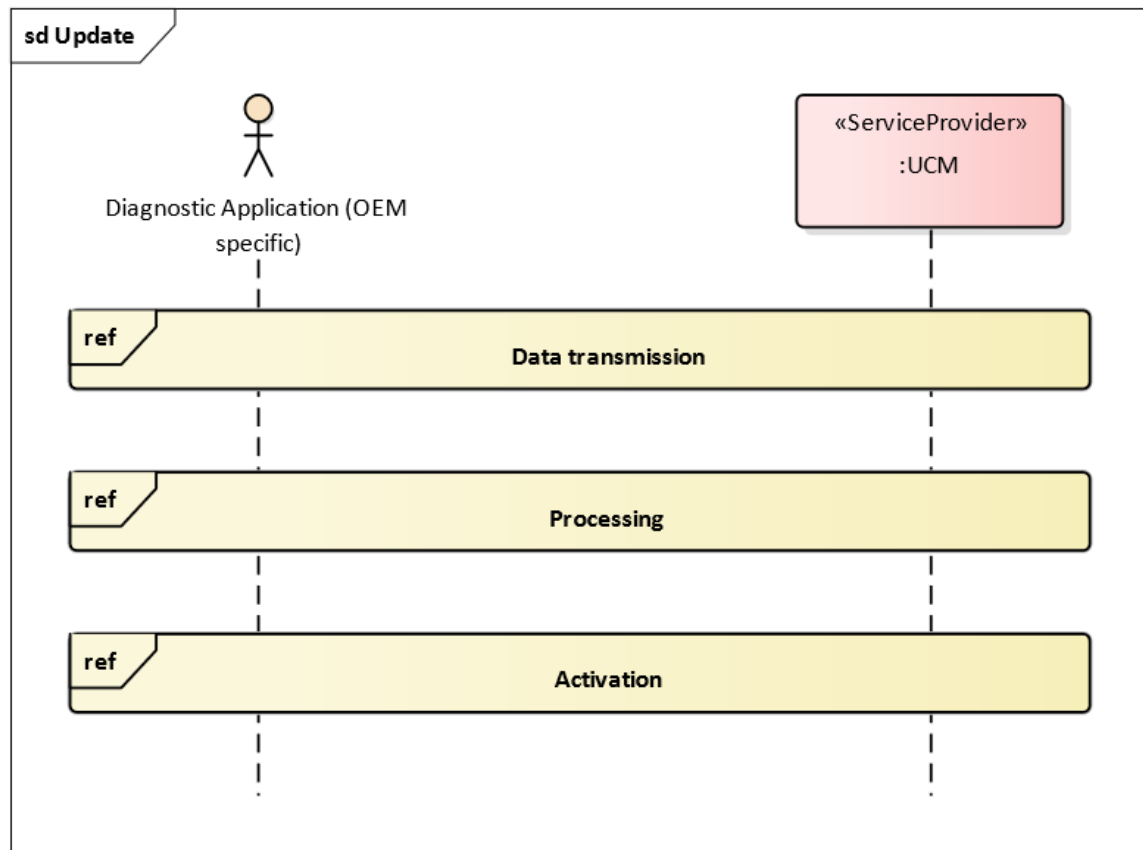 sd Update
«ServiceProvider»
:UCM
Diagnostic Application (OEM
specific)
ref
Data transmission
ref
Processing
ref
Activation